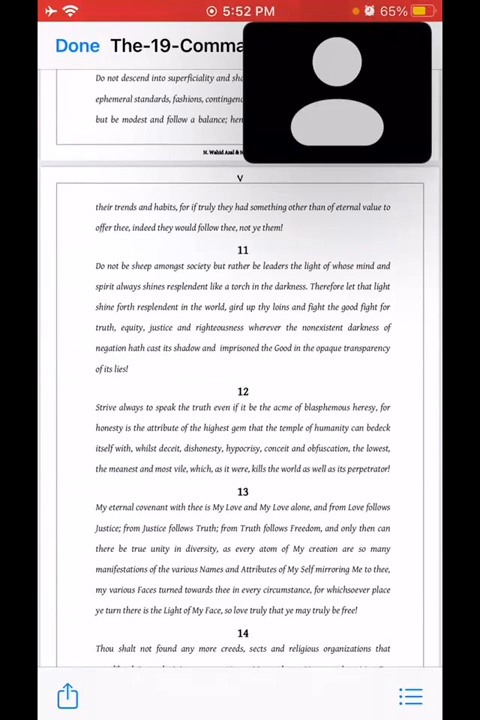 5:52 PM
65%
Done The-19-Comma
Do not descend into superficiality and
ephemeral standards, fashions,
but be modest and follow a balance;
N. Wahid Azal &
V
their trends and habits, for if truly they had something other than of eternal value to
offer thee, indeed they would follow thee, not ye them!
11
Do not be sheep amongst society but rather be leaders the light of whose mind and
spirit always shines resplendent like a torch in the darkness. Therefore let that light
shine forth resplendent in the world, gird up thy loins and fight the good fight for
truth, equity, justice and righteousness wherever the nonexistent darkness of
negation hath cast its shadow and imprisoned the Good in the opaque transparency
of its lies!
12
Strive always to speak the truth even if it be the acme of blasphemous heresy, for
honesty is the attribute of the highest gem that the temple of humanity can bedeck
itself with, whilst deceit, dishonesty, hypocrisy, conceit and obfuscation, the lowest,
the meanest and most vile, which, as it were, kills the world as well as its perpetrator!
13
My eternal covenant with thee is My Love and My Love alone, and from Love follows
Justice; from Justice follows Truth; from Truth follows Freedom, and only then can
there be true unity in diversity, as every atom of My creation are so many
manifestations of the various Names and Attributes of My Self mirroring Me to thee,
my various Faces turned towards thee in every circumstance, for whichsoever place
ye turn there is the Light of My Face, so love truly that ye may truly be free!
14
Thou shalt not found any more creeds, sects and religious organizations that